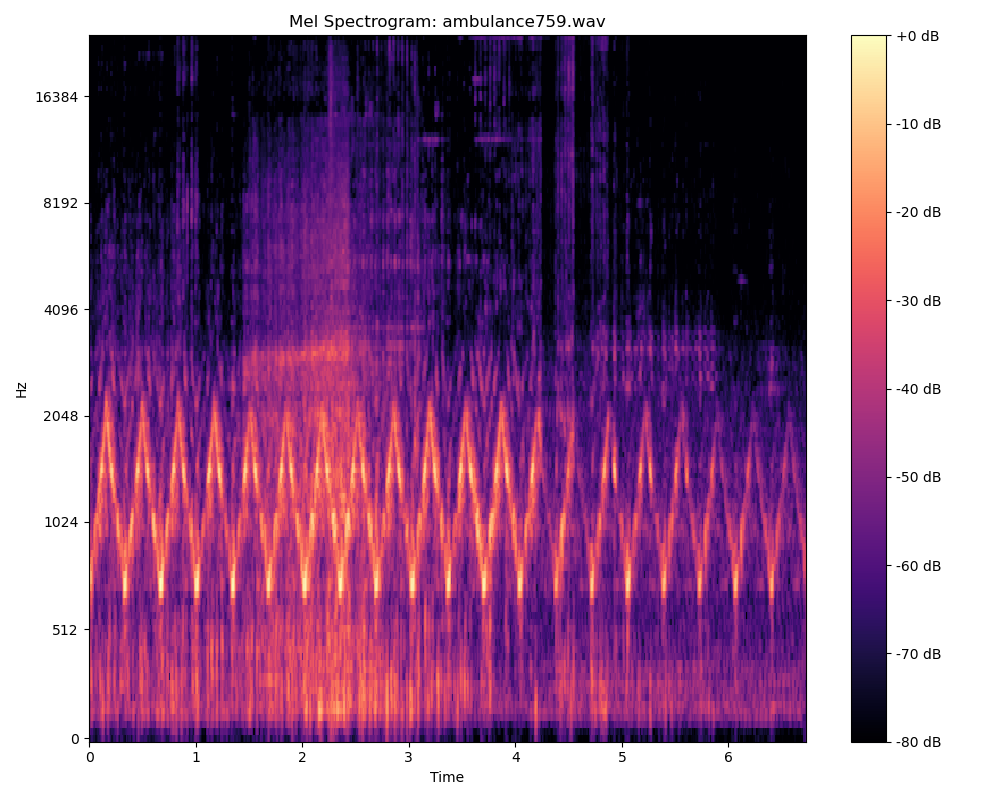 Mel Spectrogram: ambulance759.wav
Hz
16384
8192
4096
2048
1024
512
0
0 1 2 3 4 5 6
Time
+0 dB
-10 dB
-20 dB
-30 dB
-40 dB
-50 dB
-60 dB
-70 dB
-80 dB